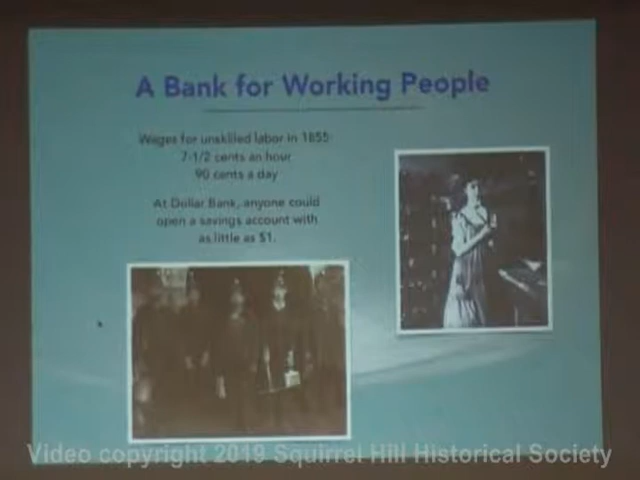 A Bank for Working People
Wages for unskilled labor in 1855:
7-1/2 cents an hour
90 cents a day
At Dollar Bank, anyone could
open a savings account with
as little as $1.
Video copyright 2019 Squirrel Hill Historical Society